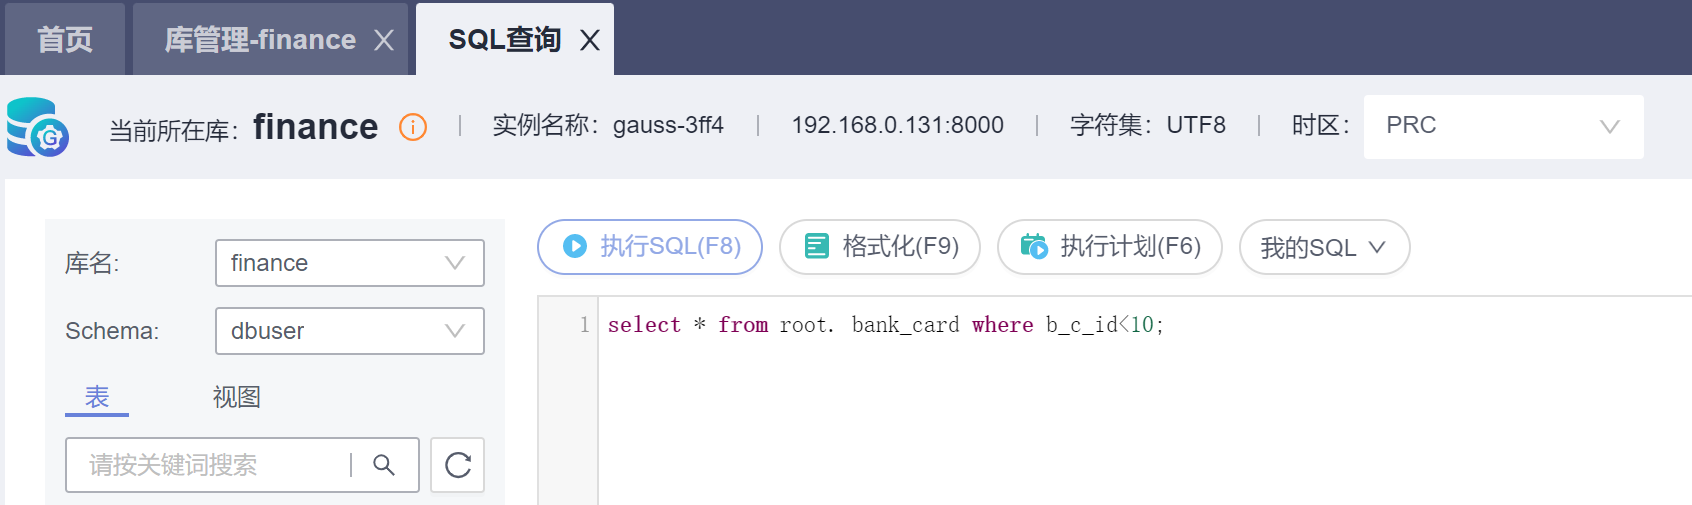 首页
库管理-finance
SQL查询
当前所在库：finance
实例名称：gauss-3ff4
192.168.0.131:8000
字符集：UTF8
时区：
PRC
库名:
finance
Schema:
dbuser
表
视图
请按关键词搜索
执行SQL(F8)
格式化(F9)
执行计划(F6)
我的SQL
1
select * from root. bank_card where b_c_id<10;